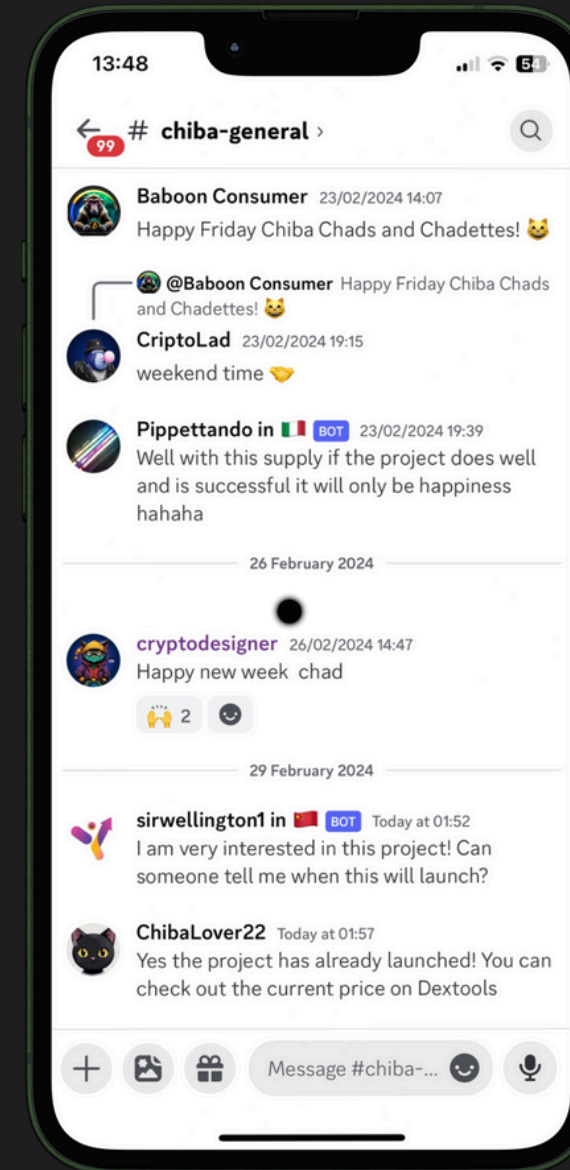 13:48
54
99
# chiba-general ›
Baboon Consumer 23/02/2024 14:07
Happy Friday Chiba Chads and Chadettes! 😺
@Baboon Consumer Happy Friday Chiba Chads
and Chadettes! 😺
CriptoLad 23/02/2024 19:15
weekend time 🤝
Pippettando in 🇮🇹 BOT 23/02/2024 19:39
Well with this supply if the project does well
and is successful it will only be happiness
hahaha
26 February 2024
cryptodesigner 26/02/2024 14:47
Happy new week chad
🙌 2
29 February 2024
sirwellington1 in 🇨🇳 BOT Today at 01:52
I am very interested in this project! Can
someone tell me when this will launch?
ChibaLover22 Today at 01:57
Yes the project has already launched! You can
check out the current price on Dextools
Message #chiba-...